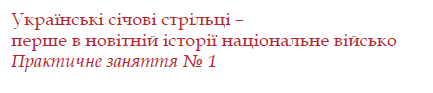 Українські січові стрільці –
перше в новітній історії національне військо
Практичне заняття № 1